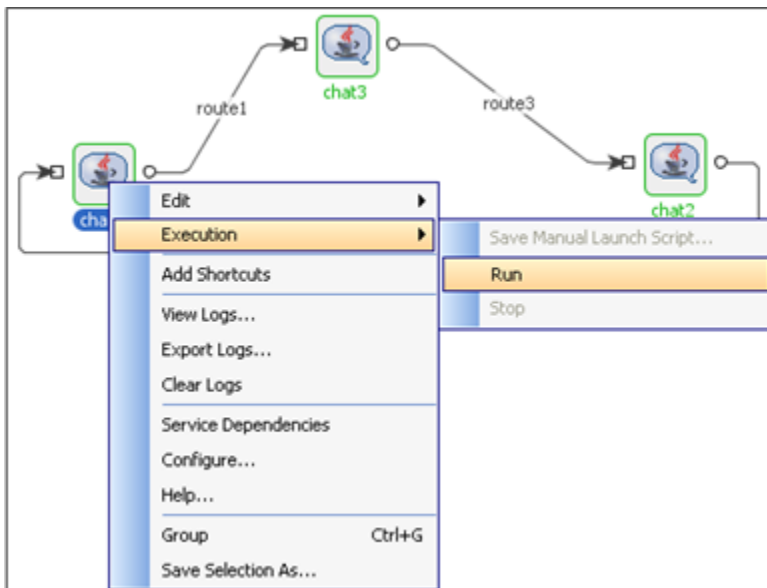 chat3
route1
route3
chat2
cha
Edit
Execution
Save Manual Launch Script...
Add Shortcuts
Run
View Logs...
Stop
Export Logs...
Clear Logs
Service Dependencies
Configure...
Help...
Group Ctrl+G
Save Selection As...